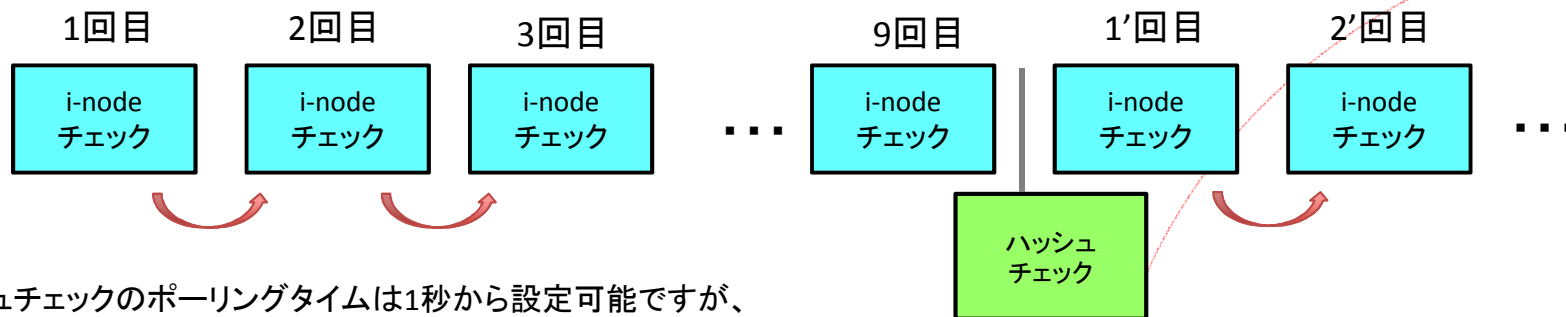 1回目
2回目
3回目
9回目
1’回目
2’回目
i-node
チェック
i-node
チェック
i-node
チェック
・・・
i-node
チェック
i-node
チェック
i-node
チェック
・・・
ハッシュ
チェック
ュチェックのポーリングタイムは1秒から設定可能ですが、